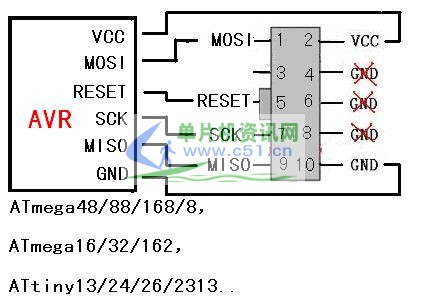 VCC
MOSI
RESET
AVR
SCK
MISO
GND
MOSI 1 2 VCC
3 4 GND
RESET 5 6 GND
SCK 7 8 GND
MISO 9 10 GND
单片机资讯网
www.c51.cn
ATmega48/88/168/8,
ATmega16/32/162,
ATtiny13/24/26/2313..